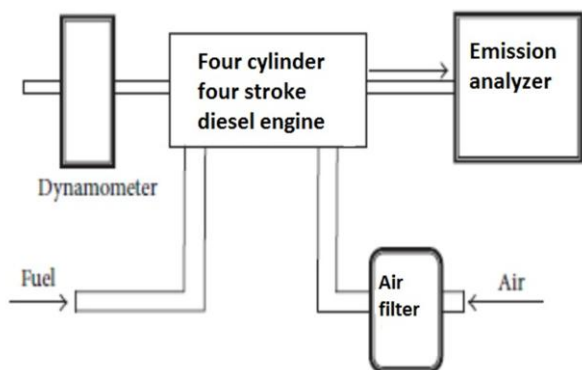 Four cylinder
four stroke
diesel engine
Emission
analyzer
Dynamometer
Fuel
Air
filter
Air